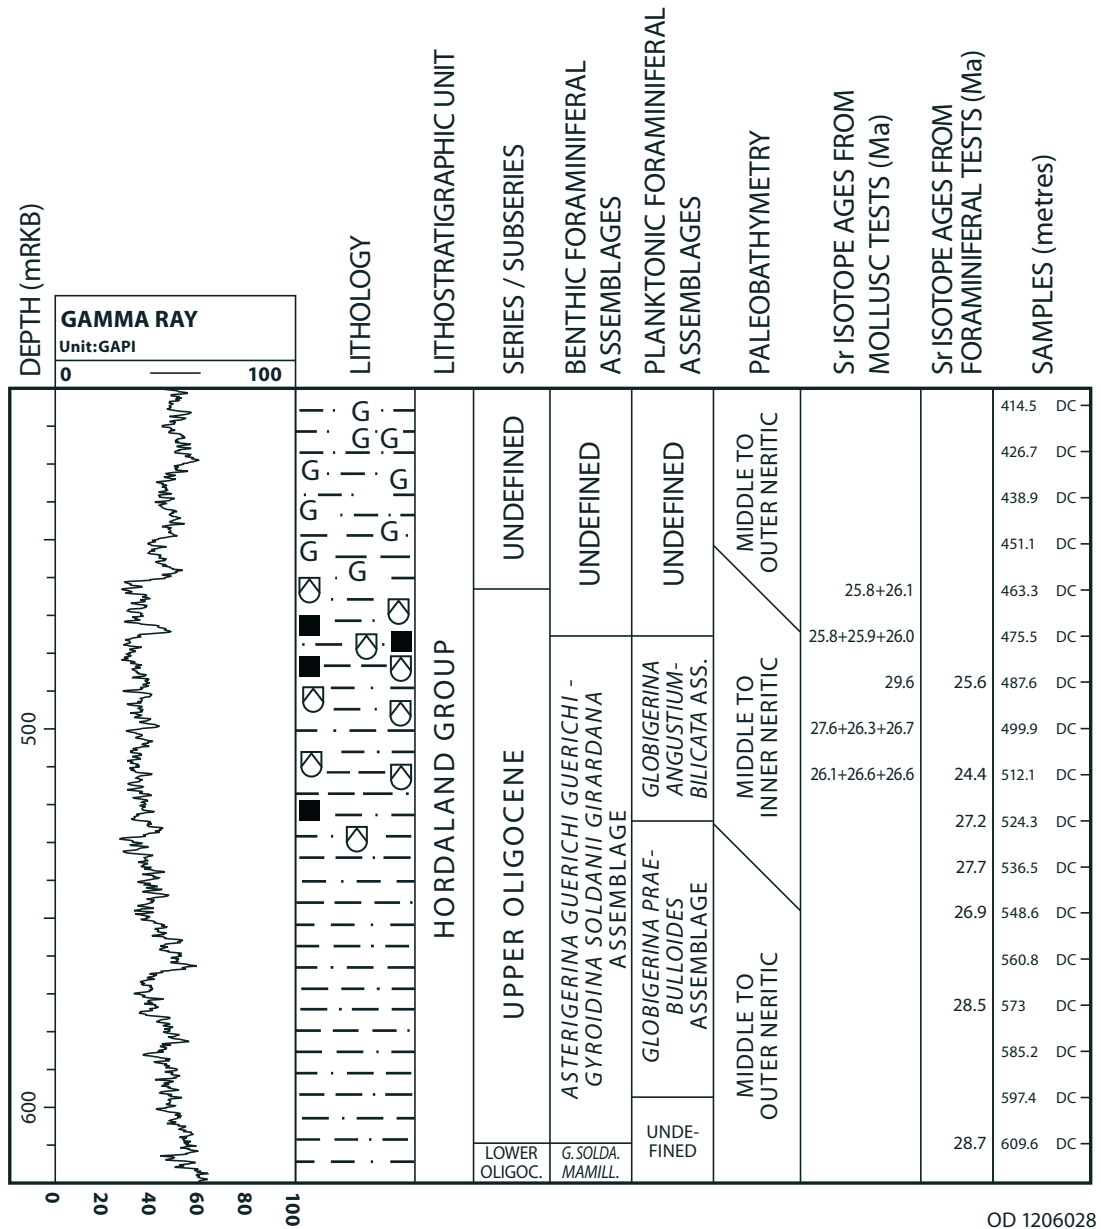 DEPTH (mRKB)
GAMMA RAY
Unit:GAPI
0 100
LITHOLOGY
LITHOSTRATIGRAPHIC UNIT
SERIES / SUBSERIES
BENTHIC FORAMINIFERAL
ASSEMBLAGES
PLANKTONIC FORAMINIFERAL
ASSEMBLAGES
PALEOBATHYMETRY
Sr ISOTOPE AGES FROM
MOLLUSC TESTS (Ma)
Sr ISOTOPE AGES FROM
FORAMINIFERAL TESTS (Ma)
SAMPLES (metres)
500
600
G
G G
G
G
G
G
G
G
HORDALAND GROUP
UNDEFINED
UPPER OLIGOCENE
LOWER
OLIGOC.
UNDEFINED
ASTERIGERINA GUERICHI GUERICHI -
GYROIDINA SOLDANII GIRARDANA
ASSEMBLAGE
G.SOLDA.
MAMILL.
UNDEFINED
GLOBIGERINA
ANGUSTIUM-
BILICATA ASS.
GLOBIGERINA PRAE-
BULLOIDES
ASSEMBLAGE
UNDE-
FINED
MIDDLE TO
OUTER NERITIC
MIDDLE TO
INNER NERITIC
MIDDLE TO
OUTER NERITIC
25.8+26.1
25.8+25.9+26.0
29.6
27.6+26.3+26.7
26.1+26.6+26.6
25.6
24.4
27.2
27.7
26.9
28.5
28.7
414.5 DC
426.7 DC
438.9 DC
451.1 DC
463.3 DC
475.5 DC
487.6 DC
499.9 DC
512.1 DC
524.3 DC
536.5 DC
548.6 DC
560.8 DC
573 DC
585.2 DC
597.4 DC
609.6 DC
0 20 40 60 80 100
OD 1206028